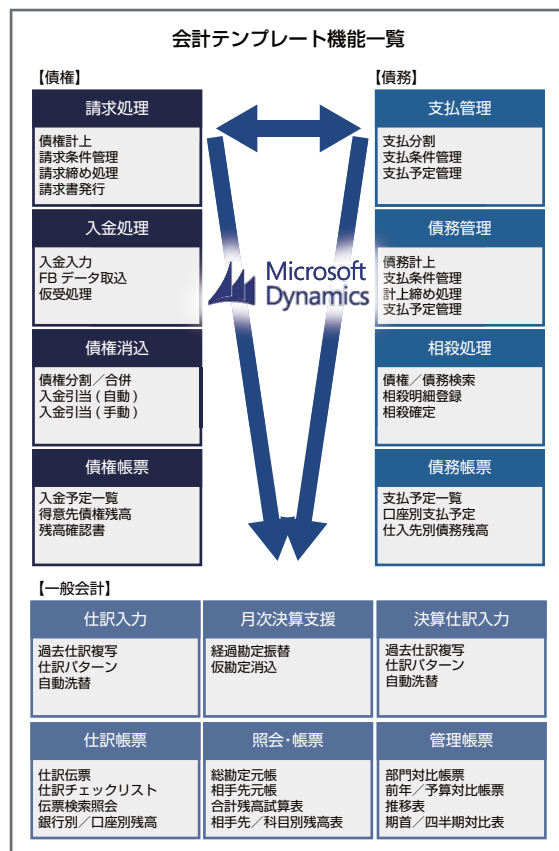 会計テンプレート機能一覧
【債権】
請求処理
債権計上
請求条件管理
請求締め処理
請求書発行
入金処理
入金入力
FB データ取込
仮受処理
債権消込
債権分割／合併
入金引当 ( 自動 )
入金引当 ( 手動 )
債権帳票
入金予定一覧
得意先債権残高
残高確認書
Microsoft
Dynamics
【債務】
支払管理
支払分割
支払条件管理
支払予定管理
債務管理
債務計上
支払条件管理
計上締め処理
支払予定管理
相殺処理
債権／債務検索
相殺明細登録
相殺確定
債務帳票
支払予定一覧
口座別支払予定
仕入先別債務残高
【一般会計】
仕訳入力
過去仕訳複写
仕訳パターン
自動洗替
月次決算支援
経過勘定振替
仮勘定消込
決算仕訳入力
過去仕訳複写
仕訳パターン
自動洗替
仕訳帳票
仕訳伝票
仕訳チェックリスト
伝票検索照会
銀行別／口座別残高
照会・帳票
総勘定元帳
相手先元帳
合計残高試算表
相手先／科目別残高表
管理帳票
部門対比帳票
前年／予算対比帳票
推移表
期首／四半期対比表